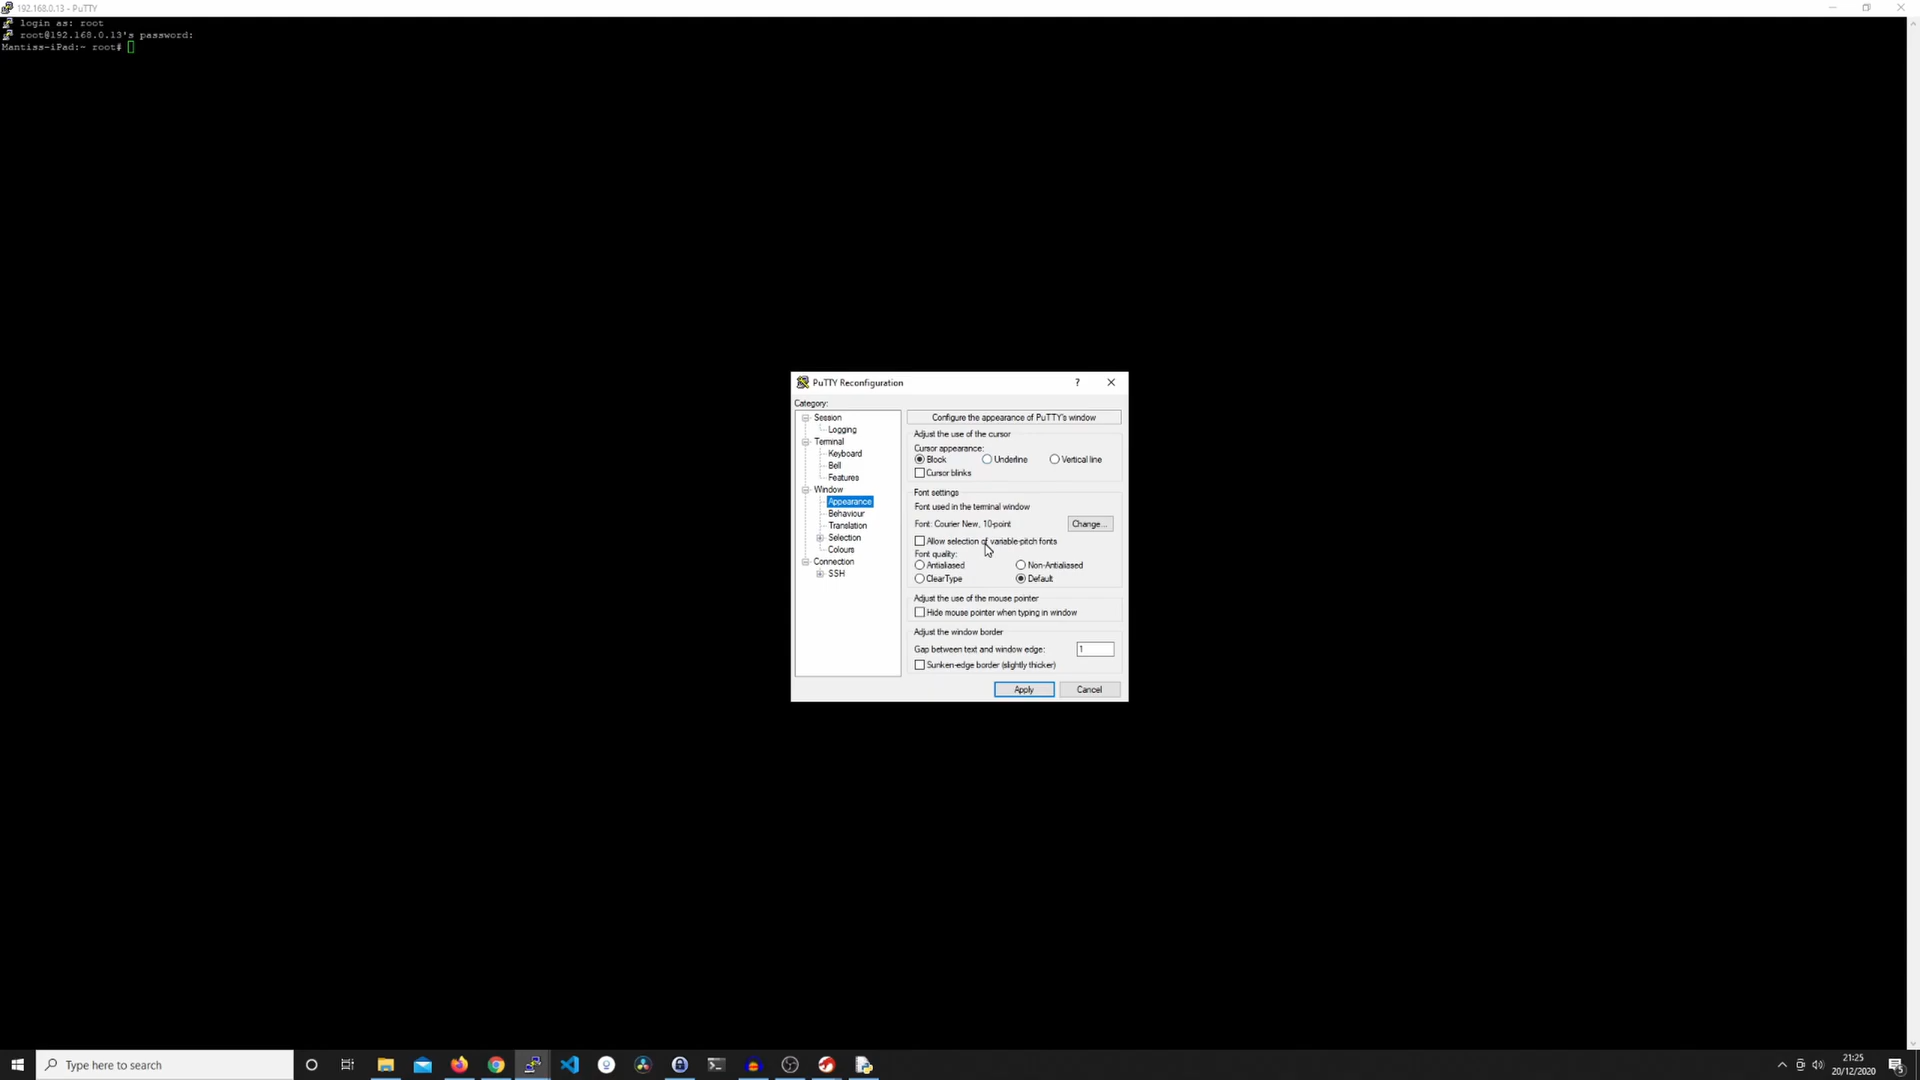 192.168.0.13 - PuTTY
login as: root
root@192.168.0.13's password:
Mantiss-iPad:~ root#
PuTTY Reconfiguration
?
Category:
Session
Logging
Terminal
Keyboard
Bell
Features
Window
Appearance
Behaviour
Translation
Selection
Colours
Connection
SSH
Configure the appearance of PuTTY's window
Adjust the use of the cursor
Cursor appearance:
Block Underline Vertical line
Cursor blinks
Font settings
Font used in the terminal window
Font: Courier New, 10-point Change...
Allow selection of variable-pitch fonts
Font quality:
Antialiased Non-Antialiased
ClearType Default
Adjust the use of the mouse pointer
Hide mouse pointer when typing in window
Adjust the window border
Gap between text and window edge: 1
Sunken-edge border (slightly thicker)
Apply Cancel
Type here to search
21:25
20/12/2020
5